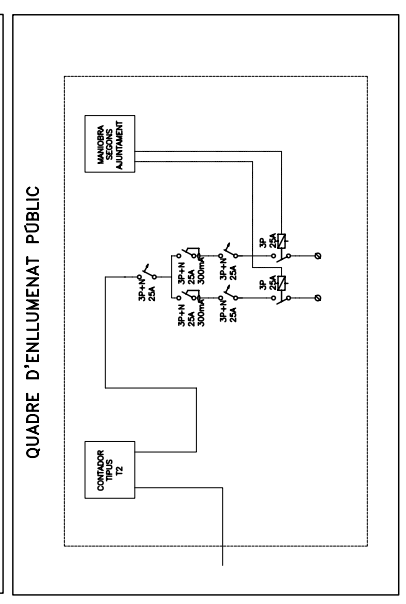 QUADRE D'ENLLUMENAT PÚBLIC
CONTADOR
TIPUS
T2
MANIOBRA
SEGONS
AJUNTAMENT
3P+N
25A
3P+N
25A
300mA
3P+N
25A
300mA
3P+N
25A
3P+N
25A
3P
25A
3P
25A